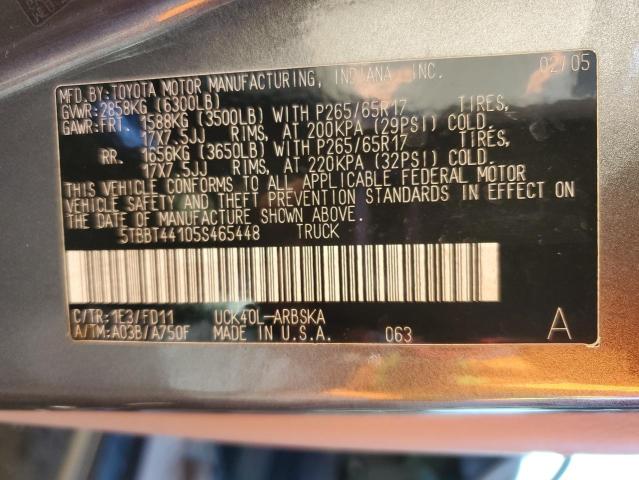 MFD.BY:TOYOTA MOTOR MANUFACTURING, INDIANA, INC. 02/05
GVWR:2858KG (6300LB)
GAWR:FRT. 1588KG (3500LB) WITH P265/65R17 TIRES,
17X7.5JJ RIMS, AT 200KPA (29PSI) COLD.
RR. 1656KG (3650LB) WITH P265/65R17 TIRES,
17X7.5JJ RIMS, AT 220KPA (32PSI) COLD.
THIS VEHICLE CONFORMS TO ALL APPLICABLE FEDERAL MOTOR
VEHICLE SAFETY AND THEFT PREVENTION STANDARDS IN EFFECT ON
THE DATE OF MANUFACTURE SHOWN ABOVE.
5TBBT44105S465448 TRUCK
C/TR:1E3/FD11 UCK40L-ARBSKA
A/TM:A03B/A750F MADE IN U.S.A. 063 A